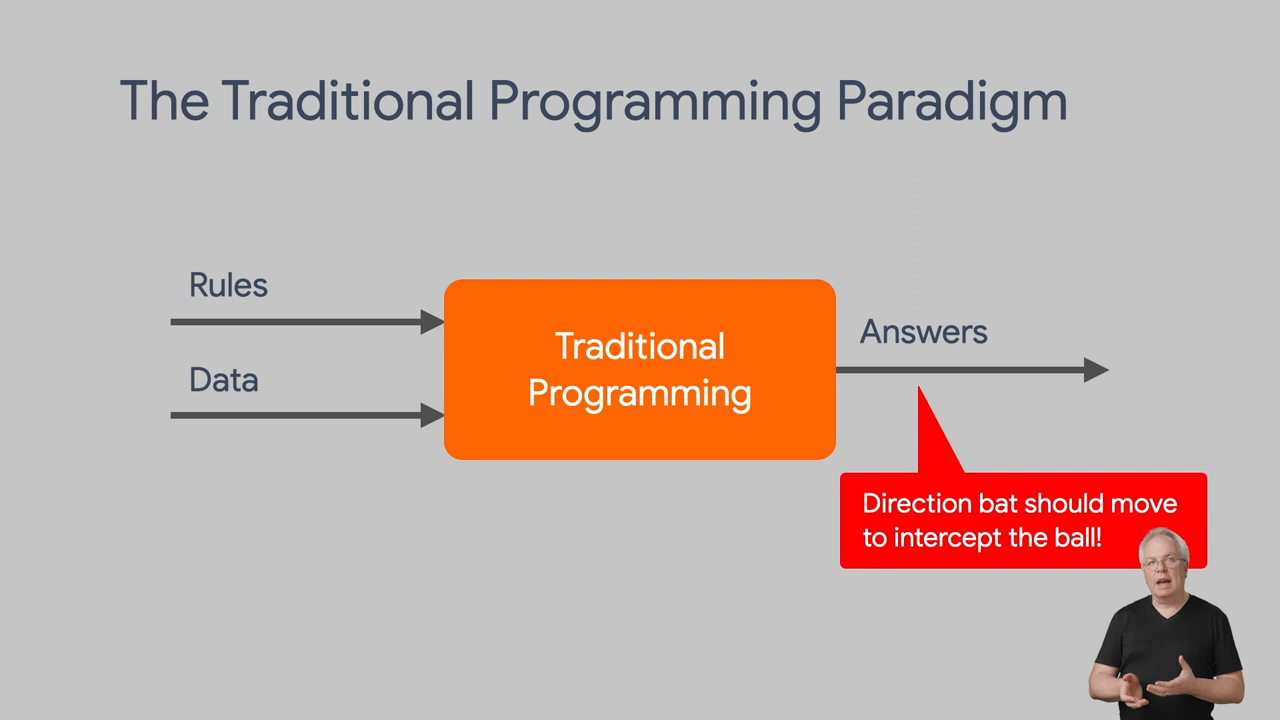 The Traditional Programming Paradigm
Rules
Data
Traditional
Programming
Answers
Direction bat should move
to intercept the ball!